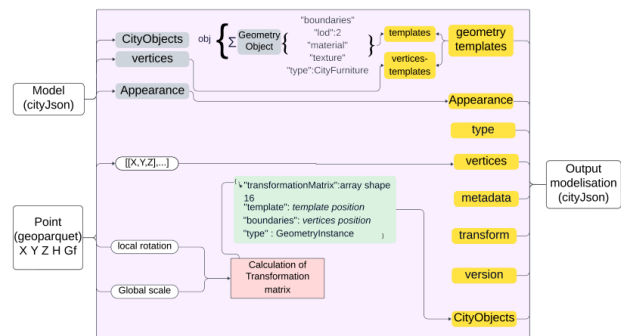 Model
(cityJson)
Point
(geoparquet)
X Y Z H Gf
CityObjects
vertices
Appearance
obj { Σ
Geometry
Object
{
"boundaries"
"lod":2
"material"
"texture"
"type":CityFurniture
}
templates
vertices-
templates
geometry
templates
Appearance
type
vertices
metadata
transform
version
CityObjects
[[X,Y,Z],...]
local rotation
Global scale
Calculation of
Transformation
matrix
{
"transformationMatrix":array shape
16
"template": template position
"boundaries": vertices position
"type" : GeometryInstance
}
Output
modelisation
(cityJson)